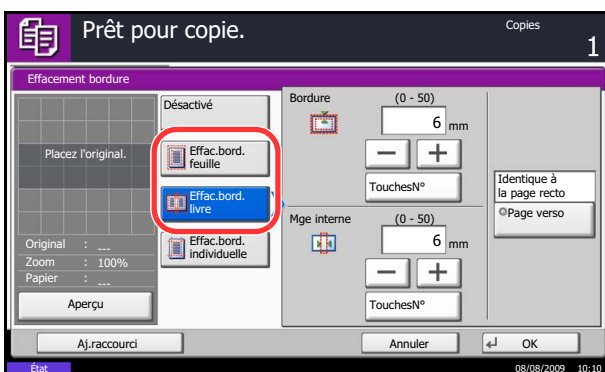 Prêt pour copie.
Copies
1
Effacement bordure
Placez l'original.
Original : ---
Zoom : 100%
Papier : ---
Aperçu
Désactivé
Effac.bord.
feuille
Effac.bord.
livre
Effac.bord.
individuelle
Bordure
(0 - 50)
6 mm
TouchesN°
Mge interne
(0 - 50)
6 mm
TouchesN°
Identique à
la page recto
Page verso
Aj.raccourci
Annuler
OK
État
08/08/2009 10:10